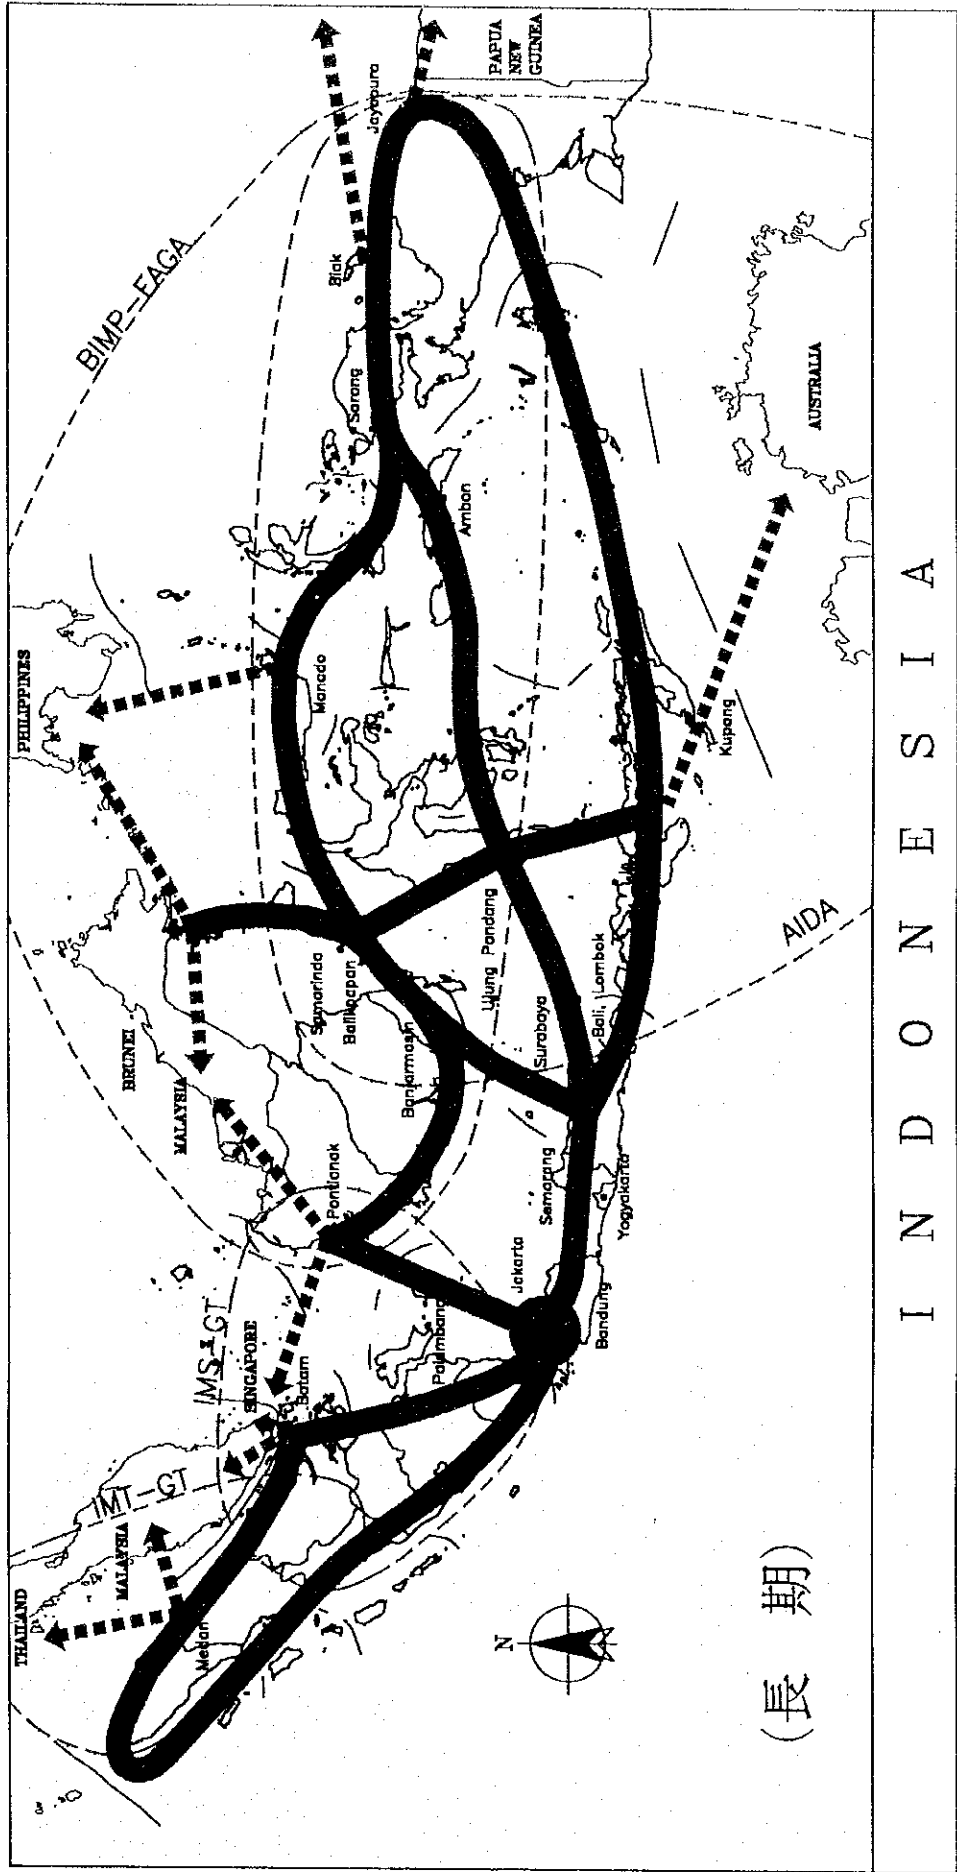 THAILAND
MALAYSIA
IMT-GT
Medan
SINGAPORE
IMS-GT
Batam
Palembang
Jakarta
Bandung
Pontianak
Semarang
Yogyakarta
MALAYSIA
BRUNEI
Banjarmasin
Surabaya
Bali, Lombok
Samarinda
Balikpapan
Ujung Pandang
AIDA
PHILIPPINES
Manado
Kupang
Ambon
Sorong
BIMP-EAGA
Biak
Jayapura
PAPUA
NEW
GUINEA
AUSTRALIA
N
(長 期)
INDONESIA